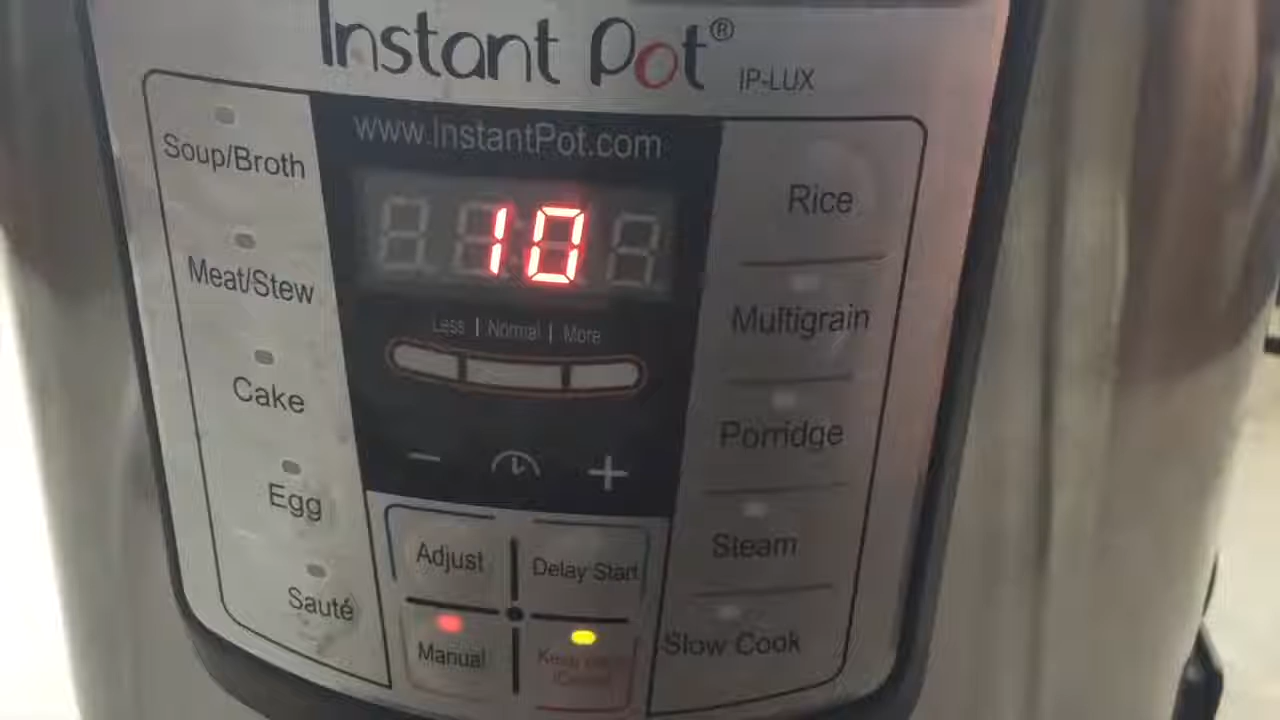 Instant Pot®
IP-LUX
www.InstantPot.com
10
Less | Normal | More
Soup/Broth
Meat/Stew
Cake
Egg
Sauté
Rice
Multigrain
Porridge
Steam
Slow Cook
− +
Adjust
Delay Start
Manual
Keep